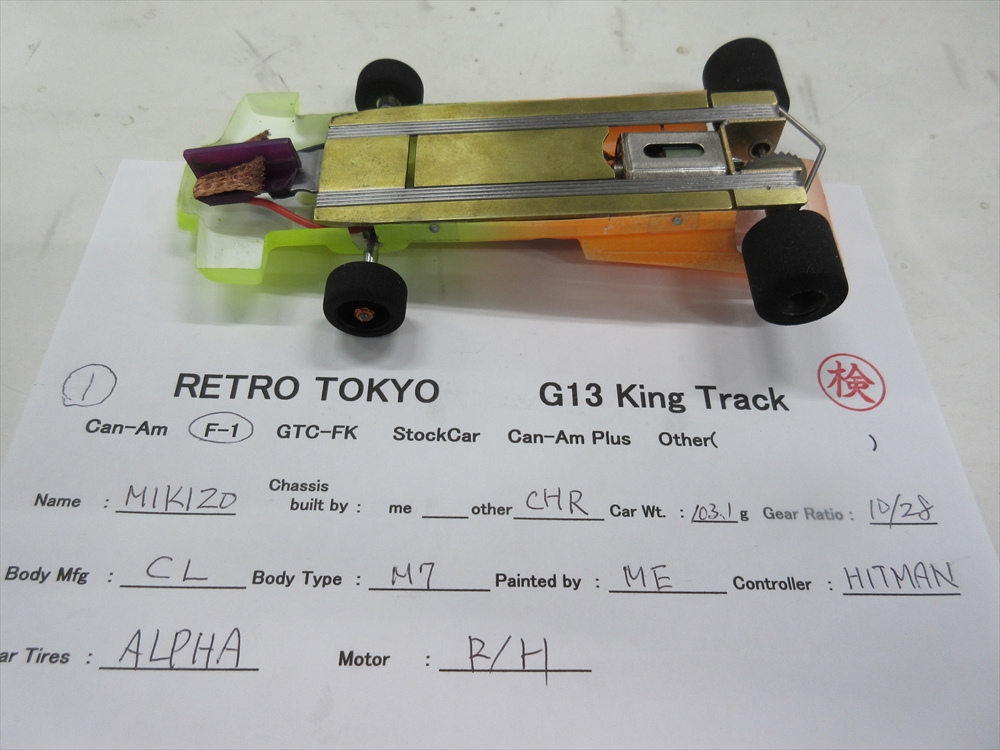 1 RETRO TOKYO G13 King Track 検
Can-Am F-1 GTC-FK StockCar Can-Am Plus Other( )
Name : MIKIZO Chassis built by : me other CHR Car Wt. : 103.1 g Gear Ratio : 10/28
Body Mfg : CL Body Type : M7 Painted by : ME Controller : HITMAN
ar Tires : ALPHA Motor : R/H